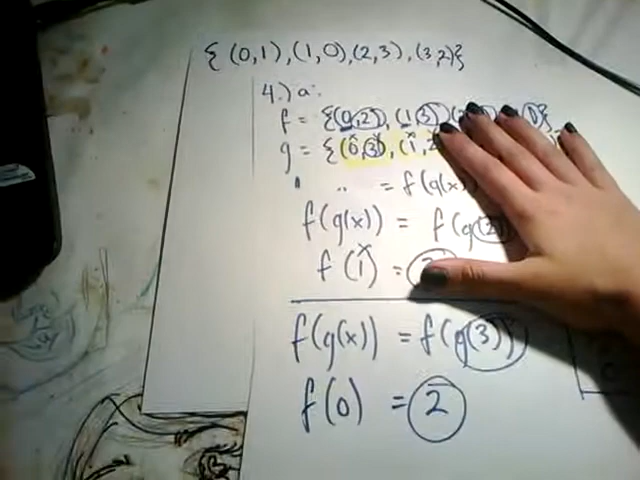 {(0,1),(1,0),(2,3),(3,2)}
4.) a.
f = {(0,2), (1,3)
g = {(0,3), (1,2
= f(g(x)
f(g(x)) = f(g(2)
f(1) =
f(g(x)) = f(g(3))
f(0) = 2